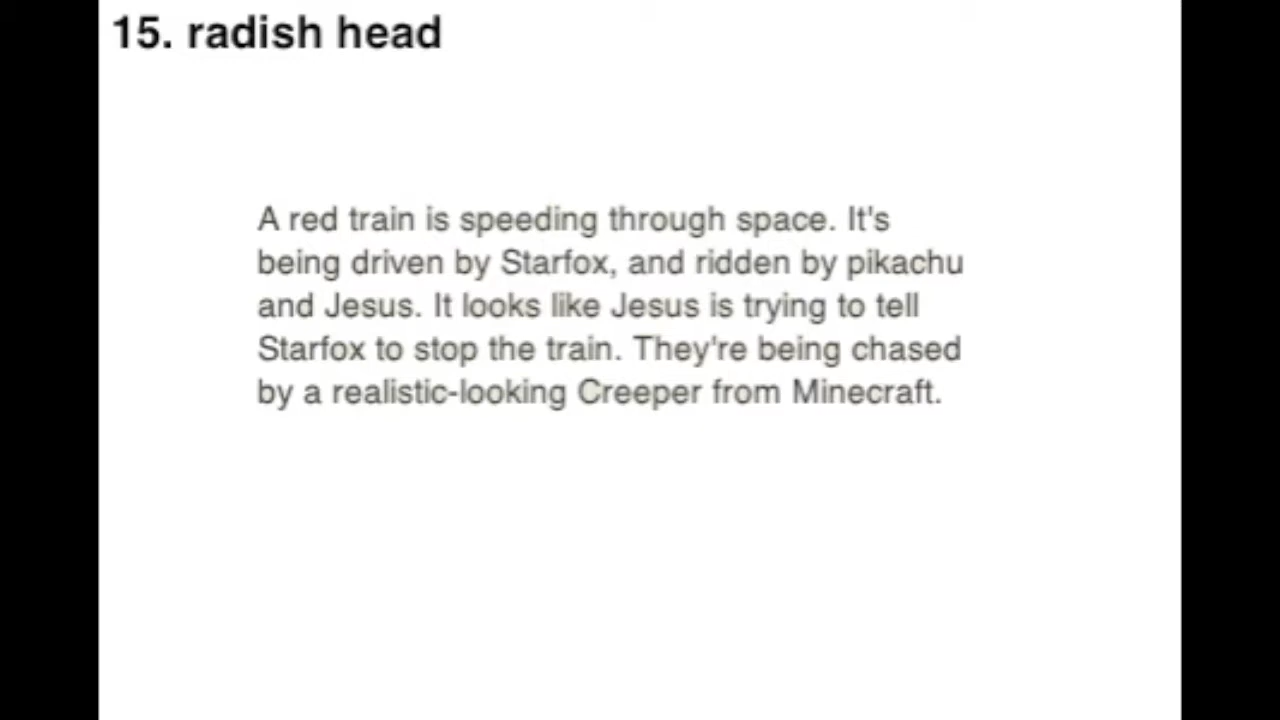 15. radish head
A red train is speeding through space. It's
being driven by Starfox, and ridden by pikachu
and Jesus. It looks like Jesus is trying to tell
Starfox to stop the train. They're being chased
by a realistic-looking Creeper from Minecraft.